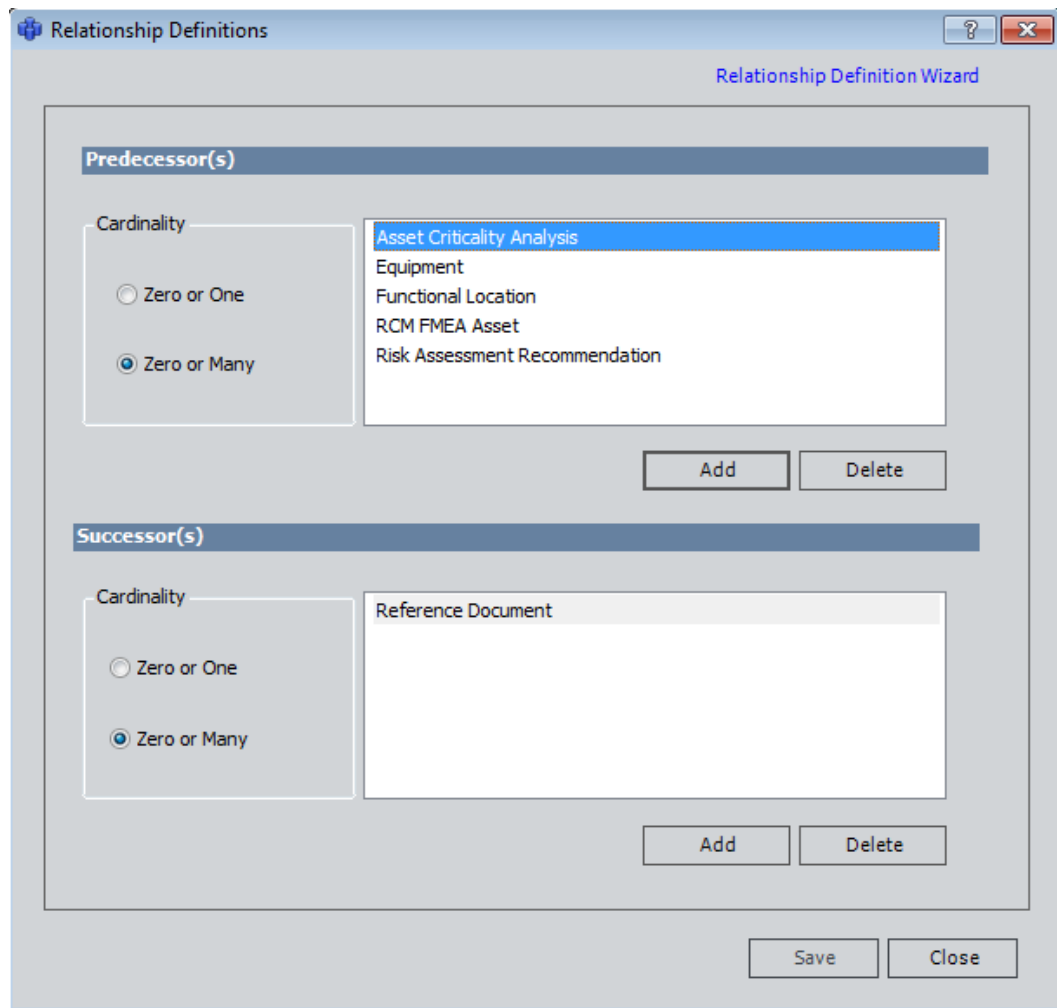 Relationship Definitions
?
Relationship Definition Wizard
Predecessor(s)
Cardinality
Zero or One
Zero or Many
Asset Criticality Analysis
Equipment
Functional Location
RCM FMEA Asset
Risk Assessment Recommendation
Add Delete
Successor(s)
Cardinality
Zero or One
Zero or Many
Reference Document
Add Delete
Save Close